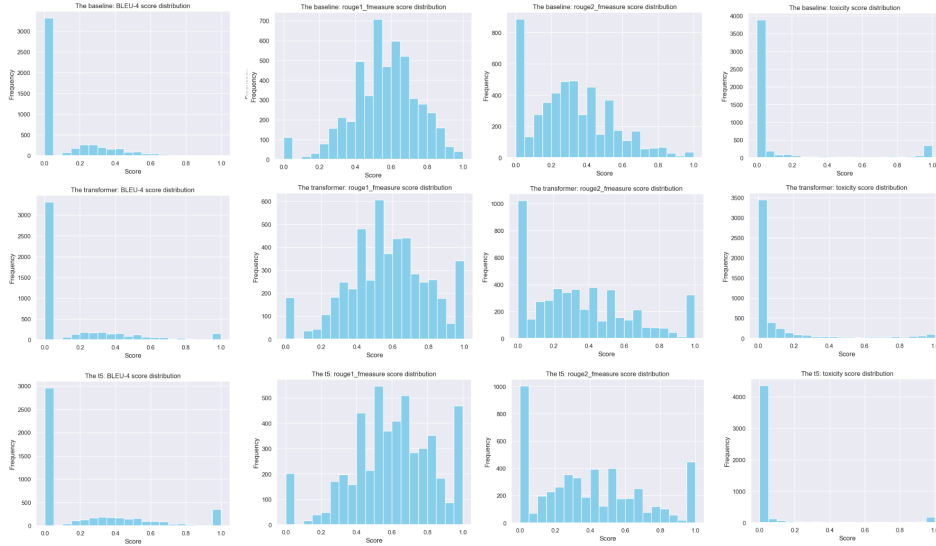 The baseline: BLEU-4 score distribution
Frequency
3000
2500
2000
1500
1000
500
0
0.0 0.2 0.4 0.6 0.8 1.0
Score
The baseline: rouge1_fmeasure score distribution
Frequency
700
600
500
400
300
200
100
0
0.0 0.2 0.4 0.6 0.8 1.0
Score
The baseline: rouge2_fmeasure score distribution
Frequency
800
600
400
200
0
0.0 0.2 0.4 0.6 0.8 1.0
Score
The baseline: toxicity score distribution
Frequency
4000
3500
3000
2500
2000
1500
1000
500
0
0.0 0.2 0.4 0.6 0.8 1.0
Score
The transformer: BLEU-4 score distribution
Frequency
3000
2500
2000
1500
1000
500
0
0.0 0.2 0.4 0.6 0.8 1.0
Score
The transformer: rouge1_fmeasure score distribution
Frequency
600
500
400
300
200
100
0
0.0 0.2 0.4 0.6 0.8 1.0
Score
The transformer: rouge2_fmeasure score distribution
Frequency
1000
800
600
400
200
0
0.0 0.2 0.4 0.6 0.8 1.0
Score
The transformer: toxicity score distribution
Frequency
3500
3000
2500
2000
1500
1000
500
0
0.0 0.2 0.4 0.6 0.8 1.0
Score
The t5: BLEU-4 score distribution
Frequency
3000
2500
2000
1500
1000
500
0
0.0 0.2 0.4 0.6 0.8 1.0
Score
The t5: rouge1_fmeasure score distribution
Frequency
500
400
300
200
100
0
0.0 0.2 0.4 0.6 0.8 1.0
Score
The t5: rouge2_fmeasure score distribution
Frequency
1000
800
600
400
200
0
0.0 0.2 0.4 0.6 0.8 1.0
Score
The t5: toxicity score distribution
Frequency
4000
3000
2000
1000
0
0.0 0.2 0.4 0.6 0.8 1.0
Score